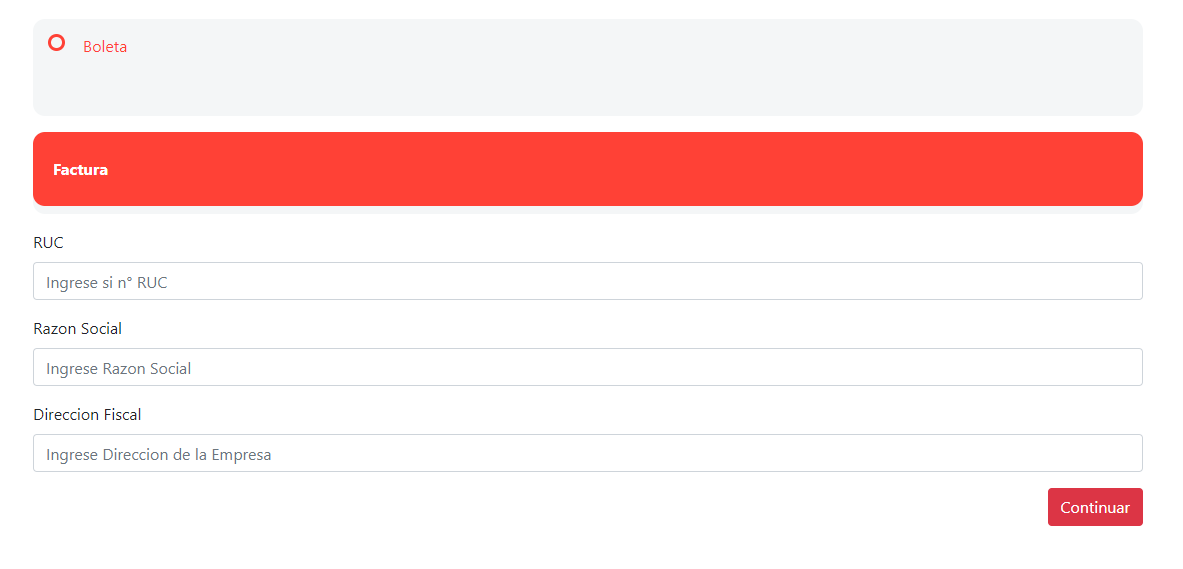 Boleta
Factura
RUC
Ingrese si n° RUC
Razon Social
Ingrese Razon Social
Direccion Fiscal
Ingrese Direccion de la Empresa
Continuar